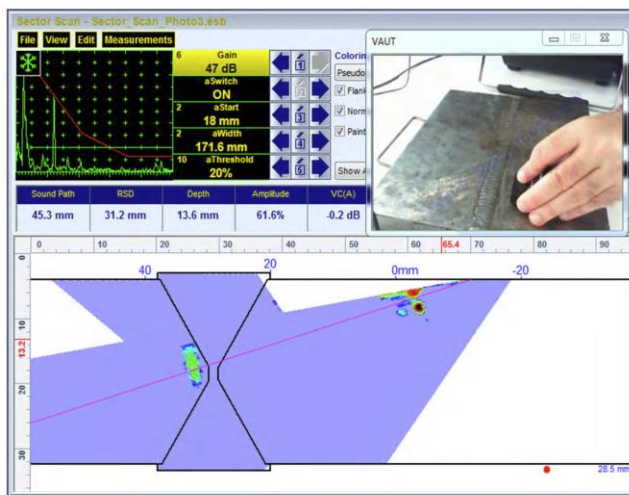 Sector Scan - Sector_Scan_Photo3.esb
File View Edit Measurements
6 Gain
47 dB
1
aSwitch
ON
2 aStart
18 mm
3
2 aWidth
171.6 mm
4
10 aThreshold
20%
5
Coloring
Pseudo
Flank
Norm
Paint
Show A
VAUT
Sound Path RSD Depth Amplitude VC(A)
45.3 mm 31.2 mm 13.6 mm 61.6% -0.2 dB
0 10 20 30 40 50 60 65.4 70 80 90
40 20 0mm -20
0
10
13.2
20
30
28.5 mm